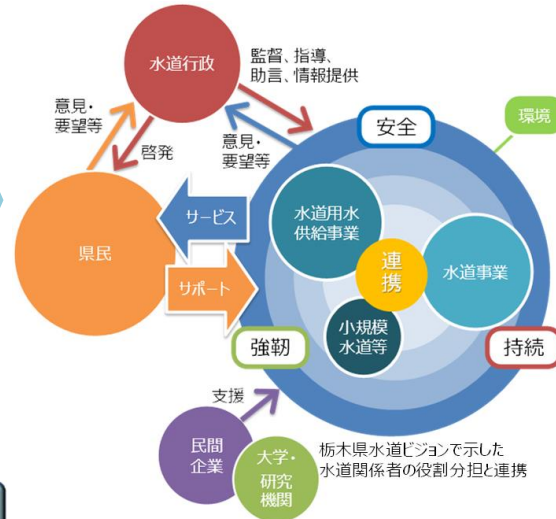 水道行政
監督、指導、
助言、情報提供
意見・
要望等
啓発
意見・
要望等
安全
環境
県民
サービス
サポート
水道用水
供給事業
連
携
水道事業
小規模
水道等
強靭
持続
支援
民間
企業
大学・
研究
機関
栃木県水道ビジョンで示した
水道関係者の役割分担と連携